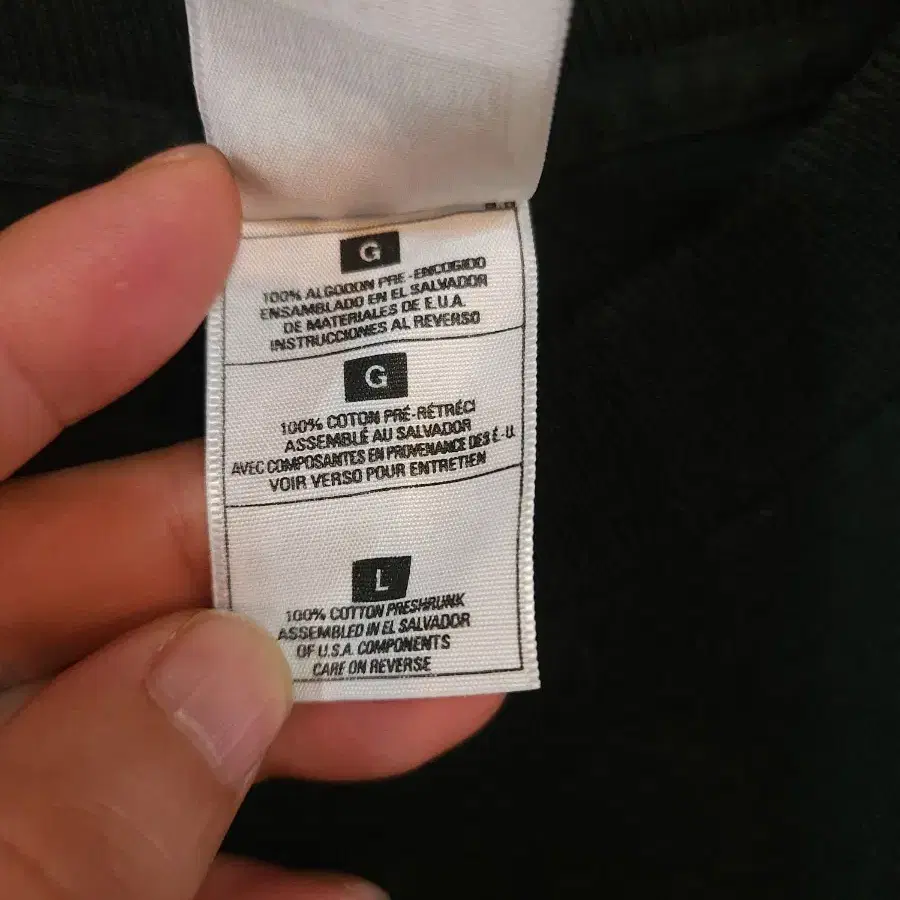 G
100% ALGODON PRE-ENCOGIDO
ENSAMBLADO EN EL SALVADOR
DE MATERIALES DE E.U.A.
INSTRUCCIONES AL REVERSO
G
100% COTON PRÉ-RÉTRÉCI
ASSEMBLÉ AU SALVADOR
AVEC COMPOSANTES EN PROVENANCE DES É.-U.
VOIR VERSO POUR ENTRETIEN
L
100% COTTON PRESHRUNK
ASSEMBLED IN EL SALVADOR
OF U.S.A. COMPONENTS
CARE ON REVERSE